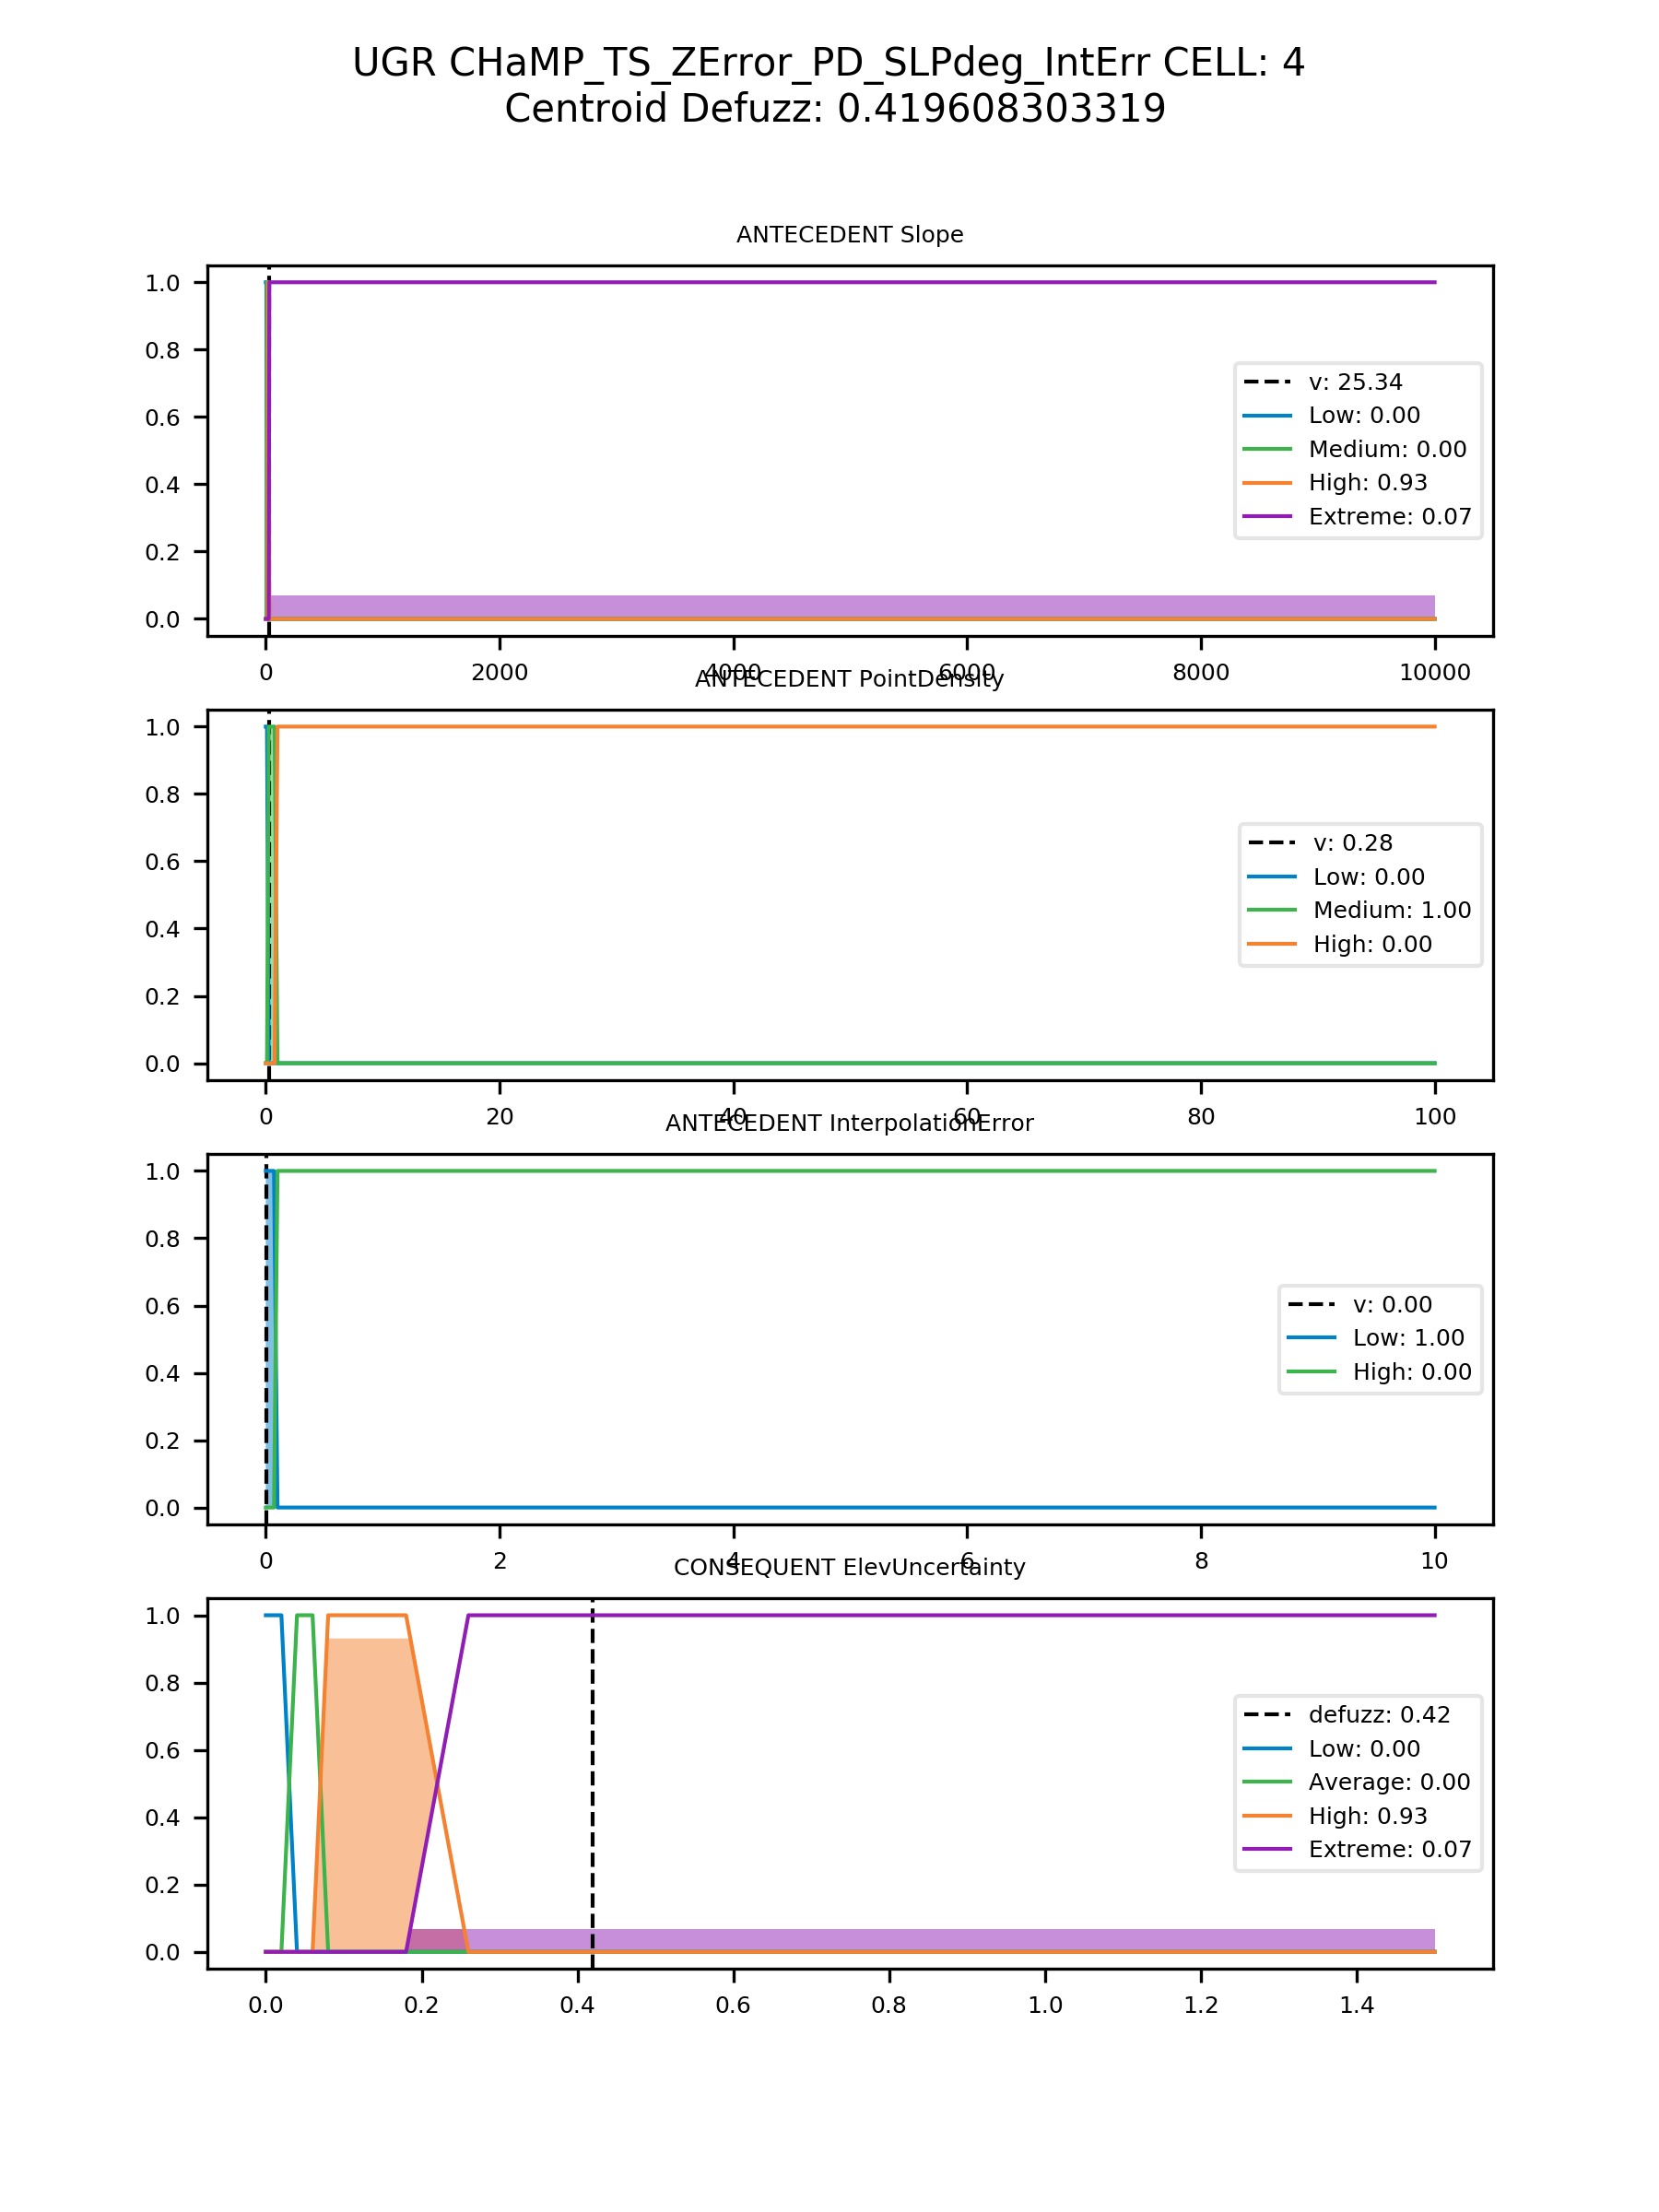 UGR CHaMP_TS_ZError_PD_SLPdeg_IntErr CELL: 4
Centroid Defuzz: 0.419608303319
ANTECEDENT Slope
1.0
0.8
0.6
0.4
0.2
0.0
v: 25.34
Low: 0.00
Medium: 0.00
High: 0.93
Extreme: 0.07
0 2000 4000 6000 8000 10000
ANTECEDENT PointDensity
1.0
0.8
0.6
0.4
0.2
0.0
v: 0.28
Low: 0.00
Medium: 1.00
High: 0.00
0 20 40 60 80 100
ANTECEDENT InterpolationError
1.0
0.8
0.6
0.4
0.2
0.0
v: 0.00
Low: 1.00
High: 0.00
0 2 4 6 8 10
CONSEQUENT ElevUncertainty
1.0
0.8
0.6
0.4
0.2
0.0
defuzz: 0.42
Low: 0.00
Average: 0.00
High: 0.93
Extreme: 0.07
0.0 0.2 0.4 0.6 0.8 1.0 1.2 1.4